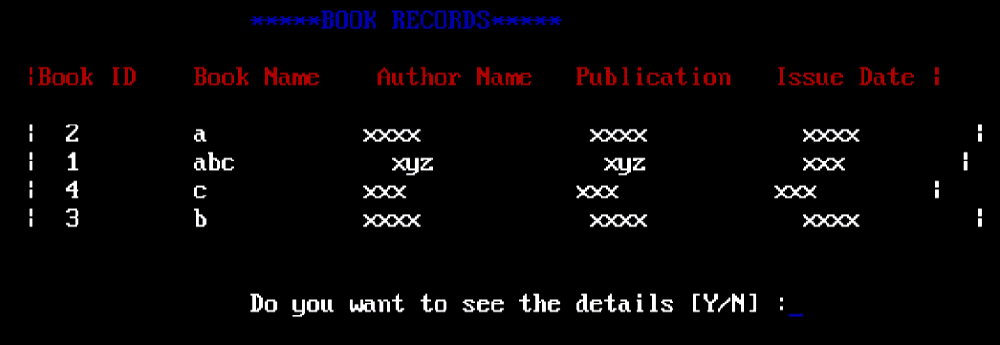 *****BOOK RECORDS*****
|Book ID Book Name Author Name Publication Issue Date |
| 2 a xxxx xxxx xxxx |
| 1 abc xyz xyz xxx |
| 4 c xxx xxx xxx |
| 3 b xxxx xxxx xxxx |
Do you want to see the details [Y/N] :_